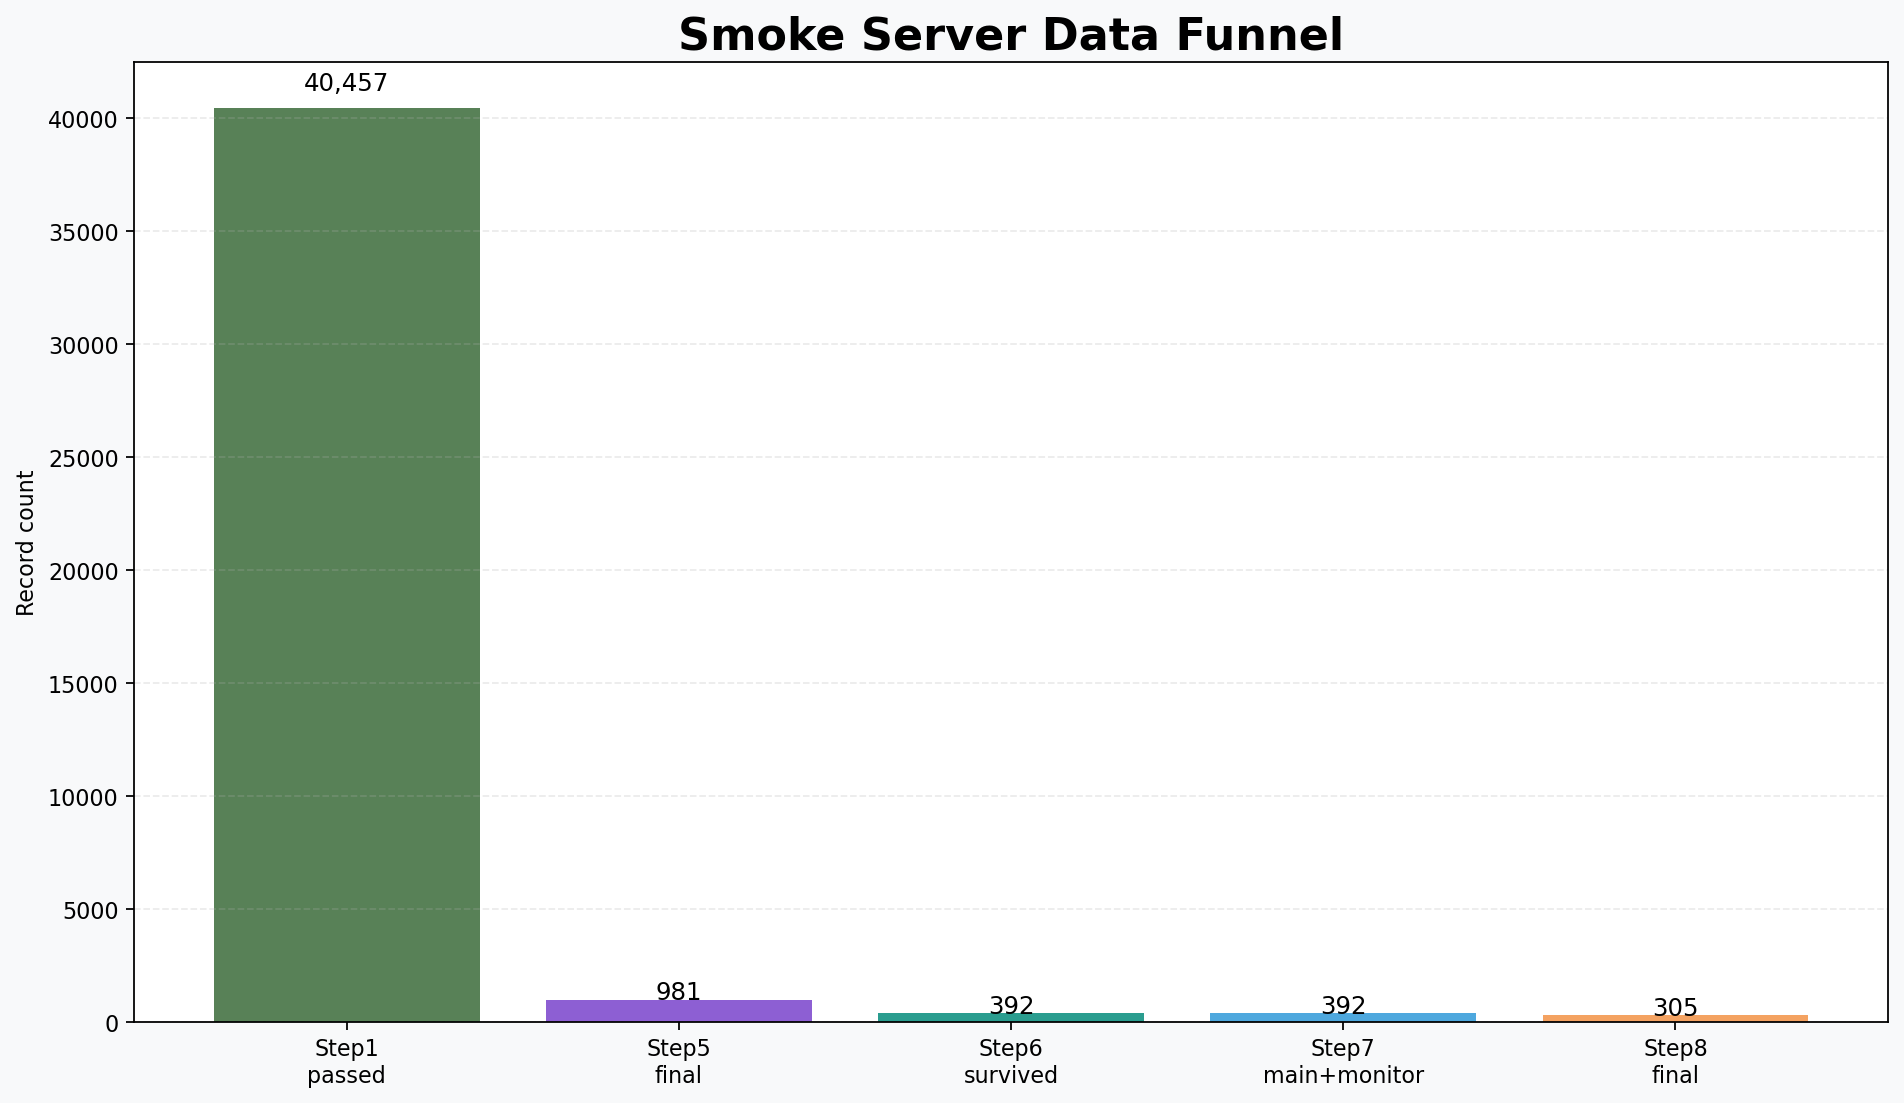 Smoke Server Data Funnel
Record count
40000
35000
30000
25000
20000
15000
10000
5000
0
40,457
981
392
392
305
Step1
passed
Step5
final
Step6
survived
Step7
main+monitor
Step8
final